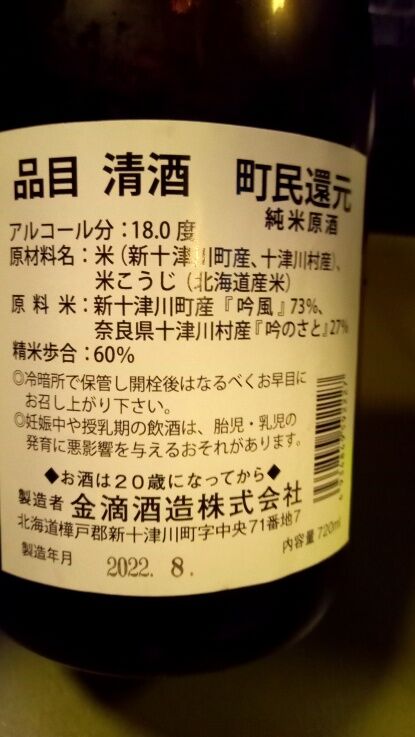 品目 清酒 町民還元
純米原酒
アルコール分：18.0度
原材料名：米（新十津川町産、十津川村産）、
米こうじ（北海道産米）
原料米：新十津川町産『吟風』73%、
奈良県十津川村産『吟のさと』27%
精米歩合：60%
◎冷暗所で保管し開栓後はなるべくお早目に
お召し上がり下さい。
◎妊娠中や授乳期の飲酒は、胎児・乳児の
発育に悪影響を与えるおそれがあります。
◆お酒は20歳になってから◆
製造者 金滴酒造株式会社
北海道樺戸郡新十津川町字中央71番地7
製造年月 2022. 8.
内容量 720ml